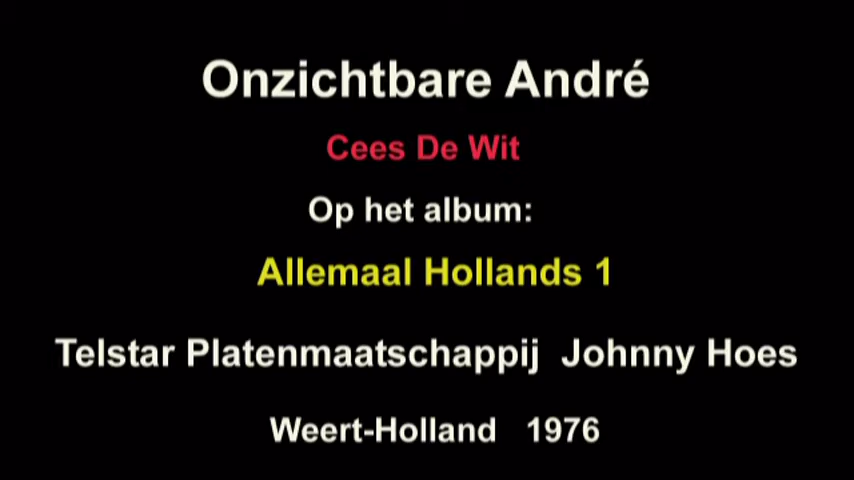 Onzichtbare André
Cees De Wit
Op het album:
Allemaal Hollands 1
Telstar Platenmaatschappij Johnny Hoes
Weert-Holland 1976